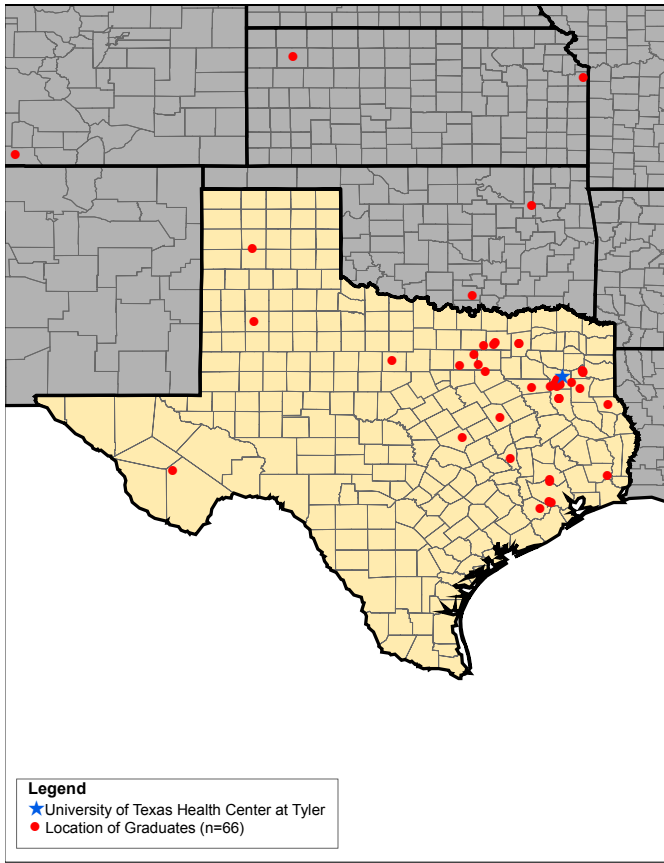 Legend
University of Texas Health Center at Tyler
Location of Graduates (n=66)